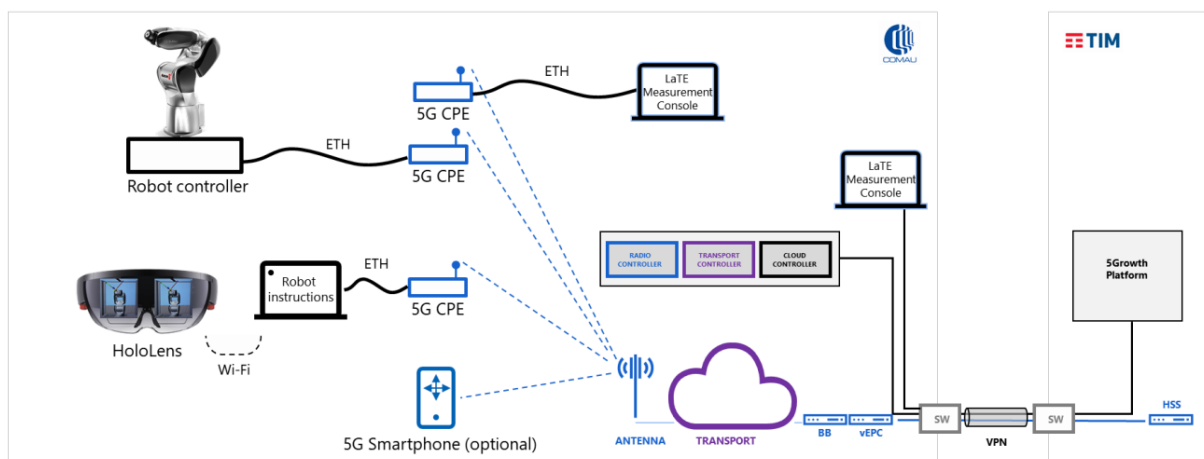 COMAU
TIM
ETH
LaTE
Measurement
Console
5G CPE
ETH
5G CPE
Robot controller
LaTE
Measurement
Console
RADIO
CONTROLLER
TRANSPORT
CONTROLLER
CLOUD
CONTROLLER
5Growth
Platform
ETH
Robot
instructions
5G CPE
HoloLens
Wi-Fi
5G Smartphone (optional)
ANTENNA
TRANSPORT
BB
vEPC
SW
VPN
SW
HSS